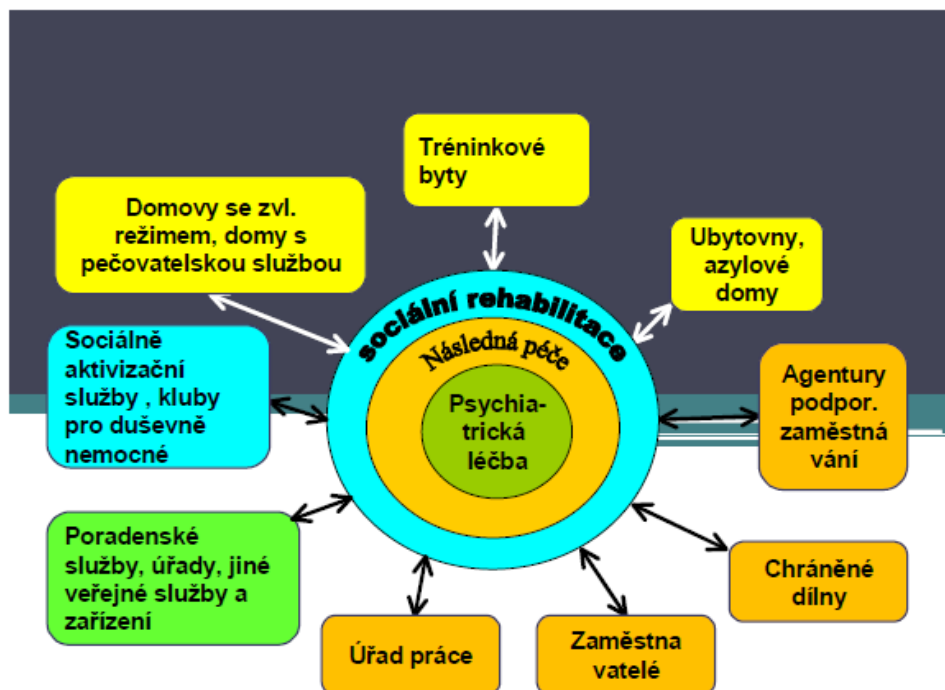 Tréninkové
byty
Domovy se zvl.
režimem, domy s
pečovatelskou službou
Ubytovny,
azylové
domy
sociální rehabilitace
Následná péče
Psychia-
trická
léčba
Sociálně
aktivizační
služby , kluby
pro duševně
nemocné
Agentury
podpor.
zaměstná
vání
Poradenské
služby, úřady, jiné
veřejné služby a
zařízení
Chráněné
dílny
Úřad práce
Zaměstna
vatelé